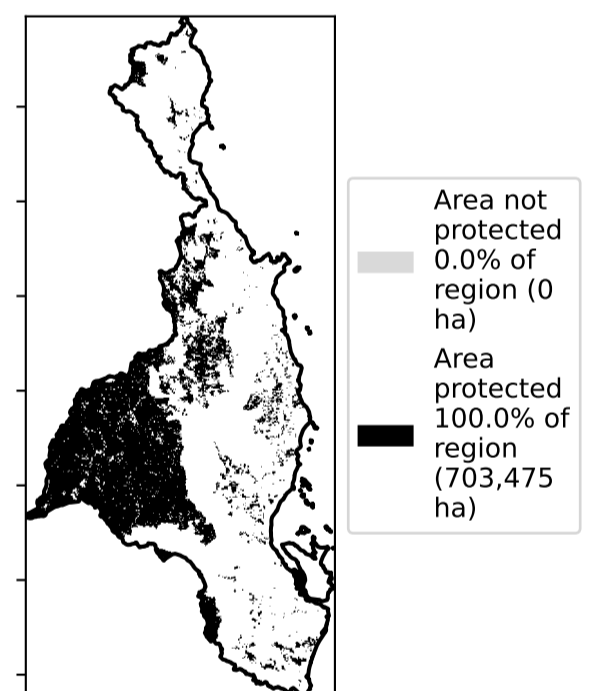 Area not
protected
0.0% of
region (0
ha)
Area
protected
100.0% of
region
(703,475
ha)